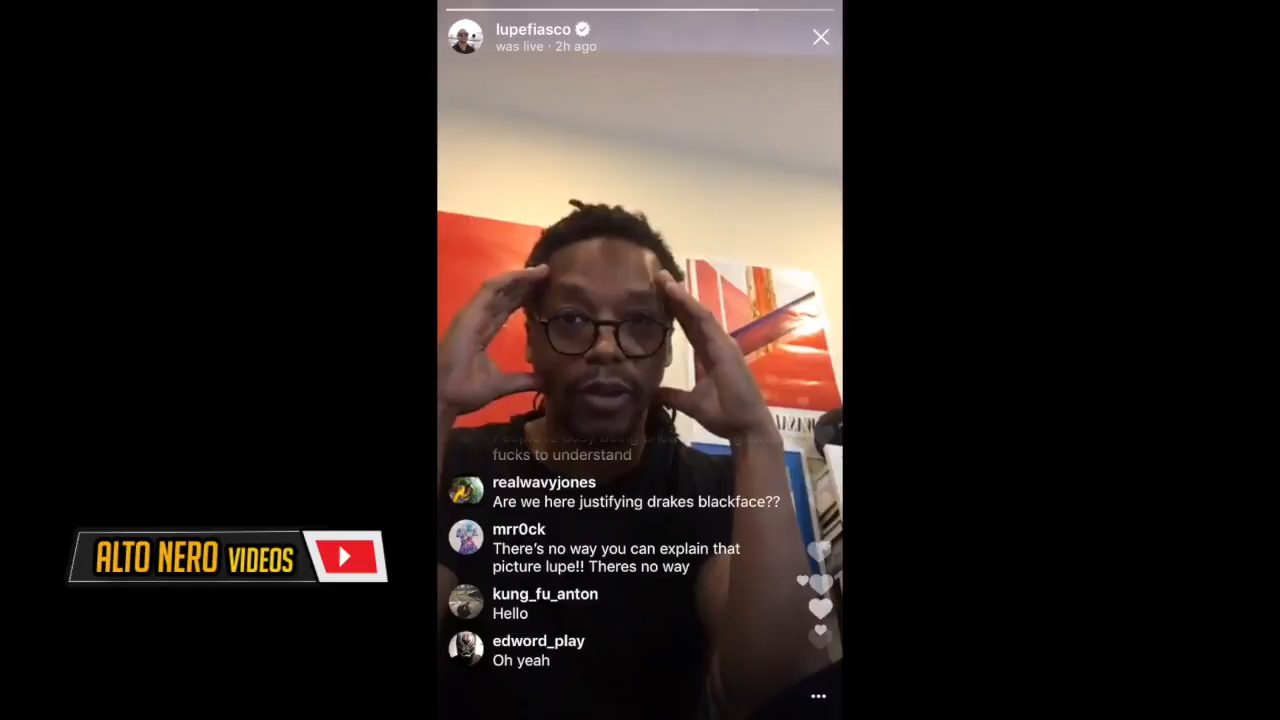 lupefiasco
was live · 2h ago
People
fucks to understand
realwavyjones
Are we here justifying drakes blackface??
mrr0ck
There's no way you can explain that
picture lupe!! Theres no way
kung_fu_anton
Hello
edword_play
Oh yeah
ALTO NERO VIDEOS